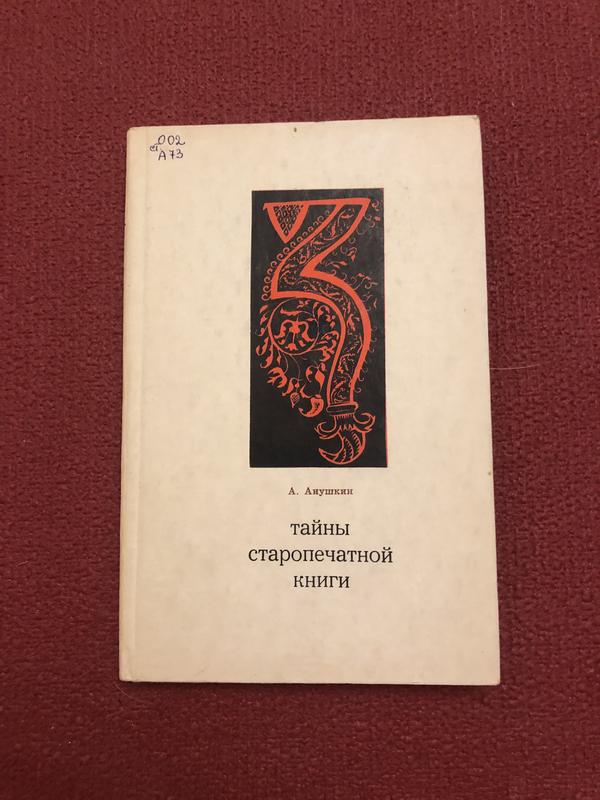 002
А73
А. Анушкин
тайны
старопечатной
книги